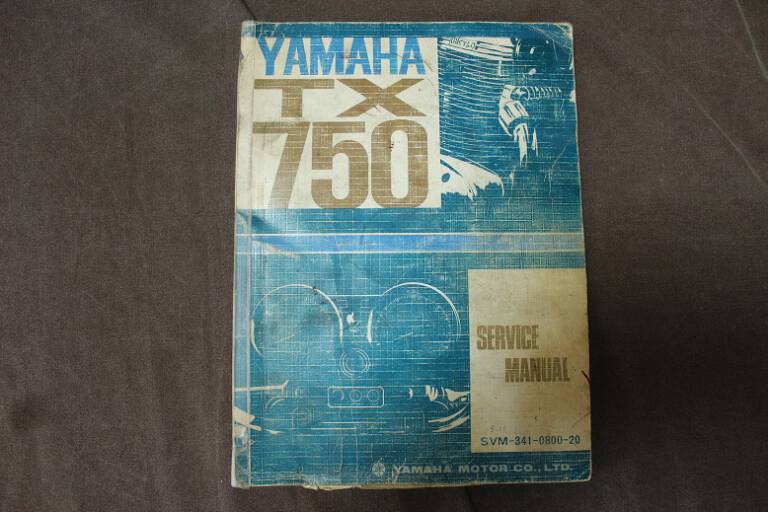 YAMAHA
TX
750
SERVICE
MANUAL
SVM-341-0800-20
YAMAHA MOTOR CO., LTD.